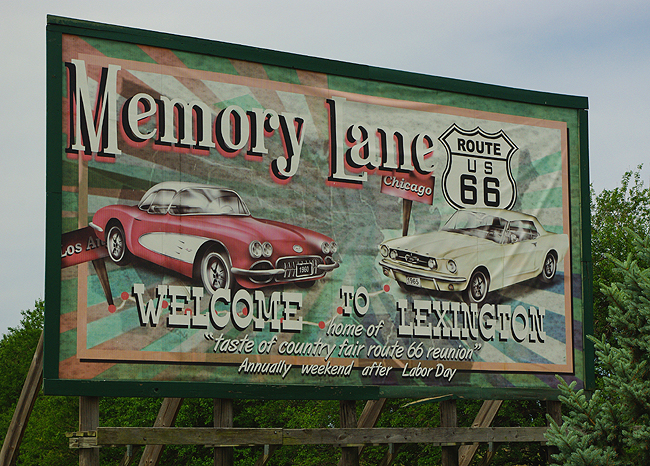 Memory Lane
ROUTE
U S
66
Chicago
Los An
1960
1965
WELCOME TO LEXINGTON
home of
"taste of country fair route 66 reunion"
Annually weekend after Labor Day